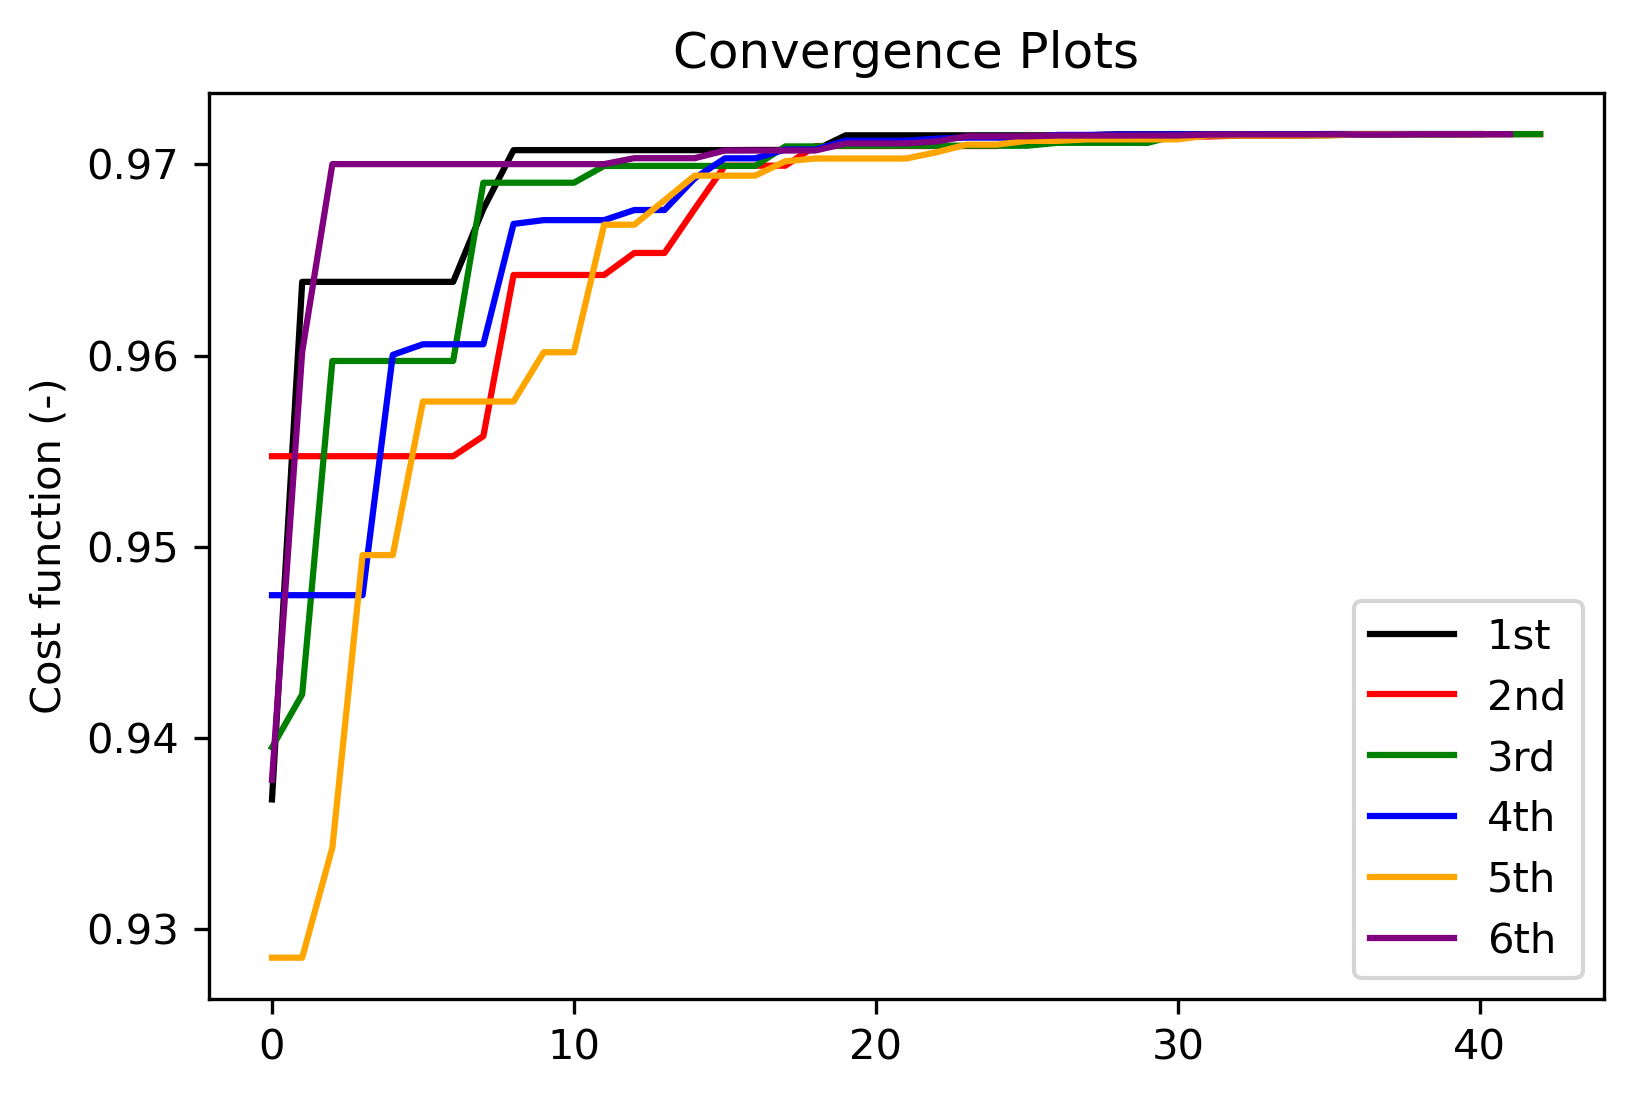 Convergence Plots
Cost function (-)
0.97
0.96
0.95
0.94
0.93
0
10
20
30
40
1st
2nd
3rd
4th
5th
6th